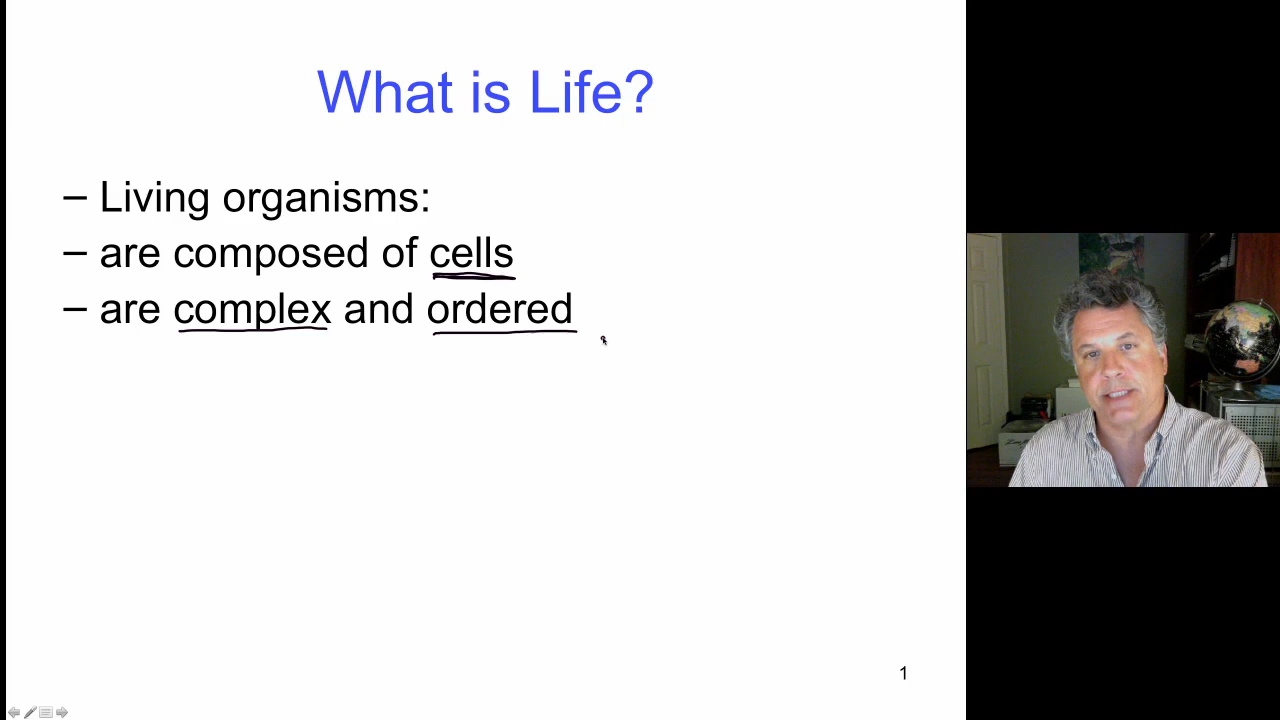 What is Life?
– Living organisms:
– are composed of cells
– are complex and ordered
1